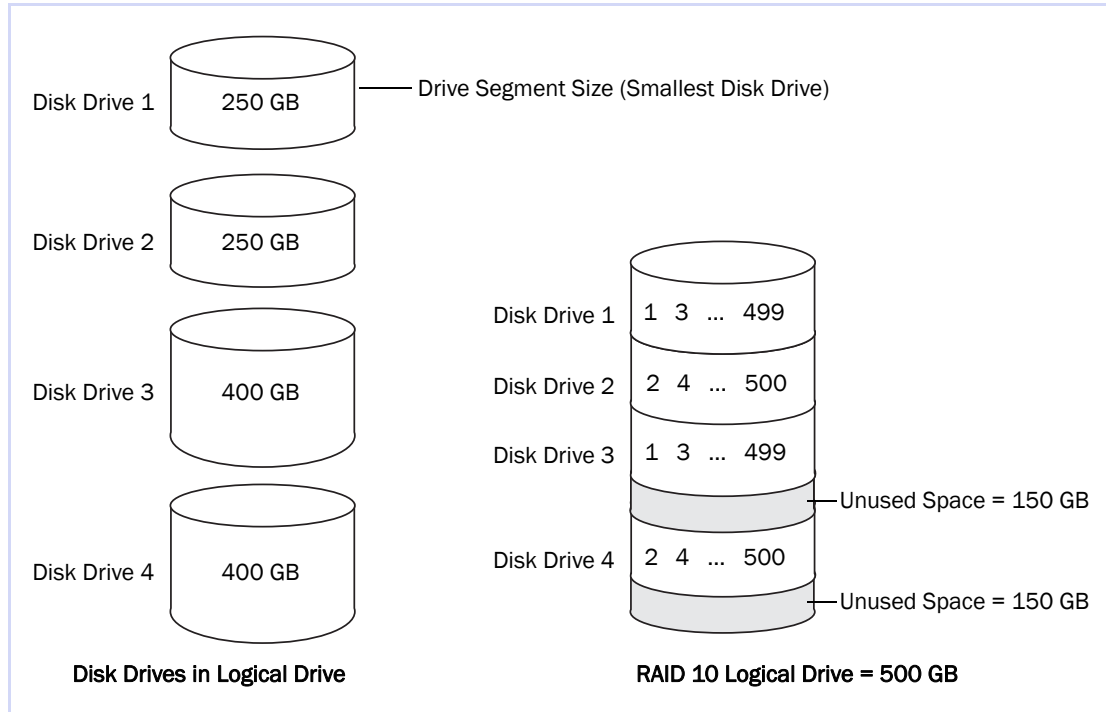 Disk Drive 1
250 GB
Drive Segment Size (Smallest Disk Drive)
Disk Drive 2
250 GB
Disk Drive 3
400 GB
Disk Drive 4
400 GB
Disk Drives in Logical Drive
Disk Drive 1
1 3 ... 499
Disk Drive 2
2 4 ... 500
Disk Drive 3
1 3 ... 499
Unused Space = 150 GB
Disk Drive 4
2 4 ... 500
Unused Space = 150 GB
RAID 10 Logical Drive = 500 GB